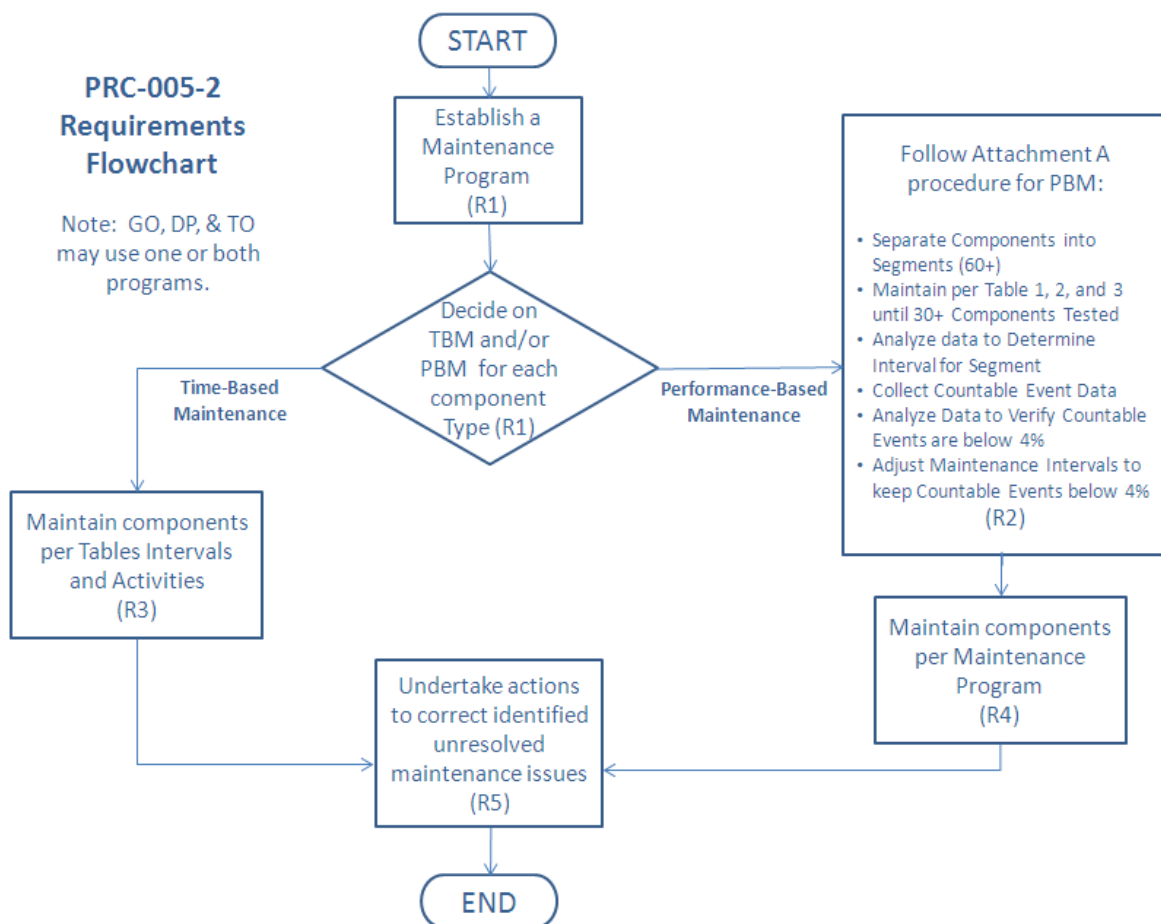 START
PRC-005-2
Requirements
Flowchart
Note: GO, DP, & TO
may use one or both
programs.
Establish a
Maintenance
Program
(R1)
Decide on
TBM and/or
PBM for each
component
Type (R1)
Time-Based
Maintenance
Performance-Based
Maintenance
Follow Attachment A
procedure for PBM:
• Separate Components into
Segments (60+)
• Maintain per Table 1, 2, and 3
until 30+ Components Tested
• Analyze data to Determine
Interval for Segment
• Collect Countable Event Data
• Analyze Data to Verify Countable
Events are below 4%
• Adjust Maintenance Intervals to
keep Countable Events below 4%
(R2)
Maintain components
per Tables Intervals
and Activities
(R3)
Maintain components
per Maintenance
Program
(R4)
Undertake actions
to correct identified
unresolved
maintenance issues
(R5)
END